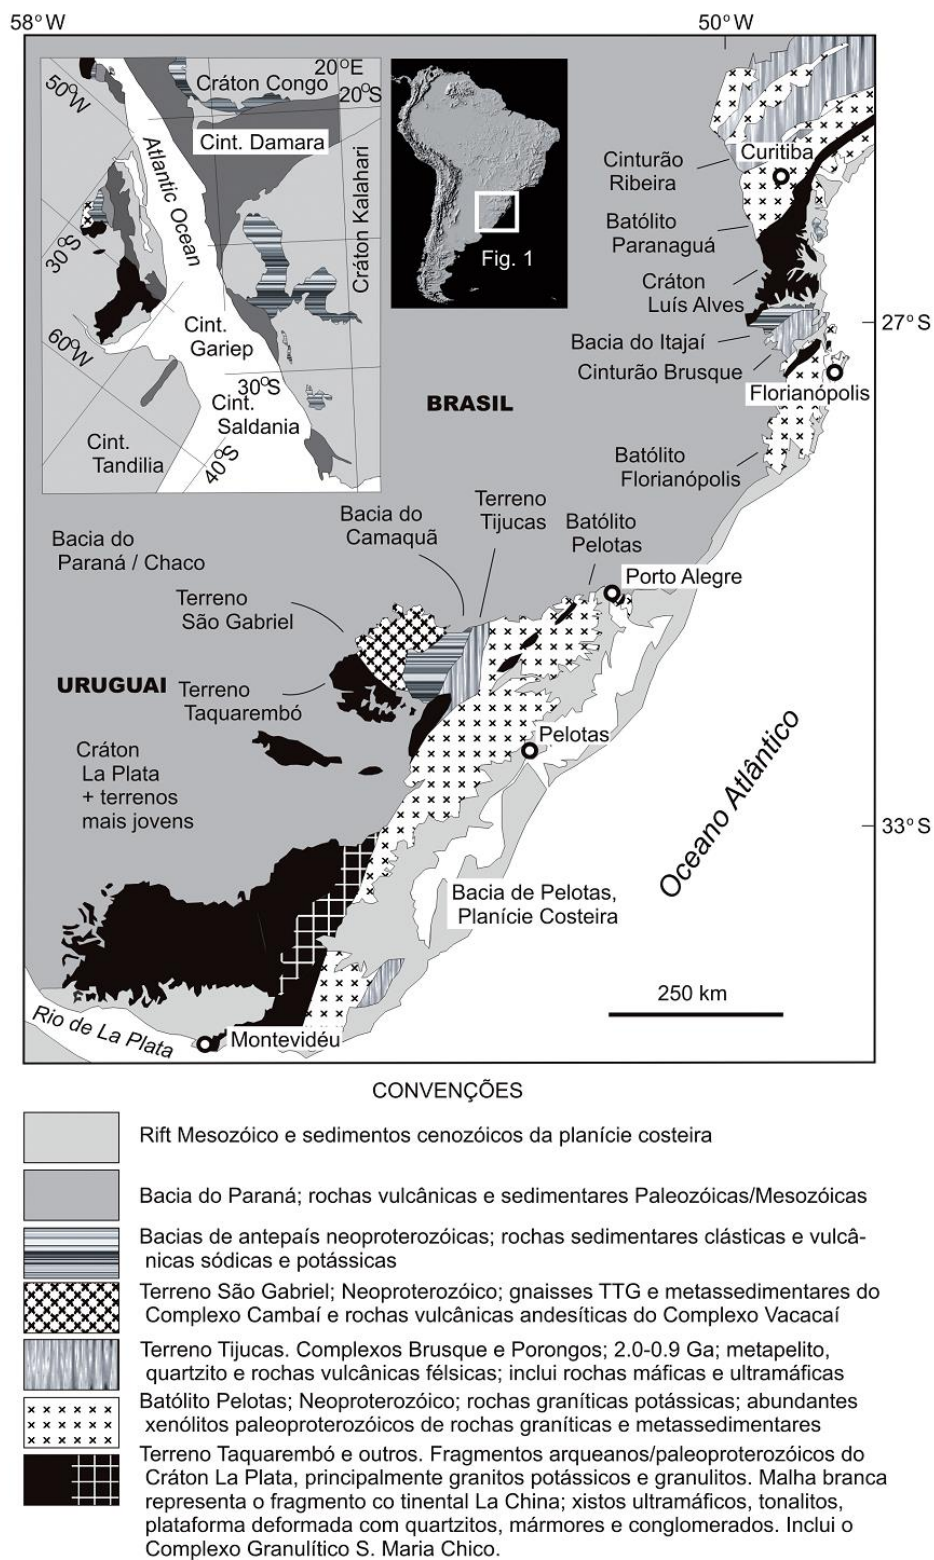 58°W
50°W
20°E
20°S
Cráton Congo
50°W
Cint. Damara
Atlantic Ocean
Cráton Kalahari
30°S
60°W
Cint.
Gariep
30°S
Cint.
Saldania
40°S
Cint.
Tandilia
Fig. 1
Curitiba
Cinturão
Ribeira
Batólito
Paranaguá
Cráton
Luís Alves
27°S
Bacia do Itajaí
Cinturão Brusque
Florianópolis
BRASIL
Batólito
Florianópolis
Terreno
Tijucas
Bacia do
Camaquã
Batólito
Pelotas
Bacia do
Paraná / Chaco
Porto Alegre
Terreno
São Gabriel
URUGUAI
Terreno
Taquarembó
Pelotas
Cráton
La Plata
+ terrenos
mais jovens
Oceano Atlântico
33°S
Bacia de Pelotas,
Planície Costeira
250 km
Rio de La Plata
Montevidéu
CONVENÇÕES
Rift Mesozóico e sedimentos cenozóicos da planície costeira
Bacia do Paraná; rochas vulcânicas e sedimentares Paleozóicas/Mesozóicas
Bacias de antepaís neoproterozóicas; rochas sedimentares clásticas e vulcâ-
nicas sódicas e potássicas
Terreno São Gabriel; Neoproterozóico; gnaisses TTG e metassedimentares do
Complexo Cambaí e rochas vulcânicas andesíticas do Complexo Vacacaí
Terreno Tijucas. Complexos Brusque e Porongos; 2.0-0.9 Ga; metapelito,
quartzito e rochas vulcânicas félsicas; inclui rochas máficas e ultramáficas
Batólito Pelotas; Neoproterozóico; rochas graníticas potássicas; abundantes
xenólitos paleoproterozóicos de rochas graníticas e metassedimentares
Terreno Taquarembó e outros. Fragmentos arqueanos/paleoproterozóicos do
Cráton La Plata, principalmente granitos potássicos e granulitos. Malha branca
representa o fragmento co tinental La China; xistos ultramáficos, tonalitos,
plataforma deformada com quartzitos, mármores e conglomerados. Inclui o
Complexo Granulítico S. Maria Chico.